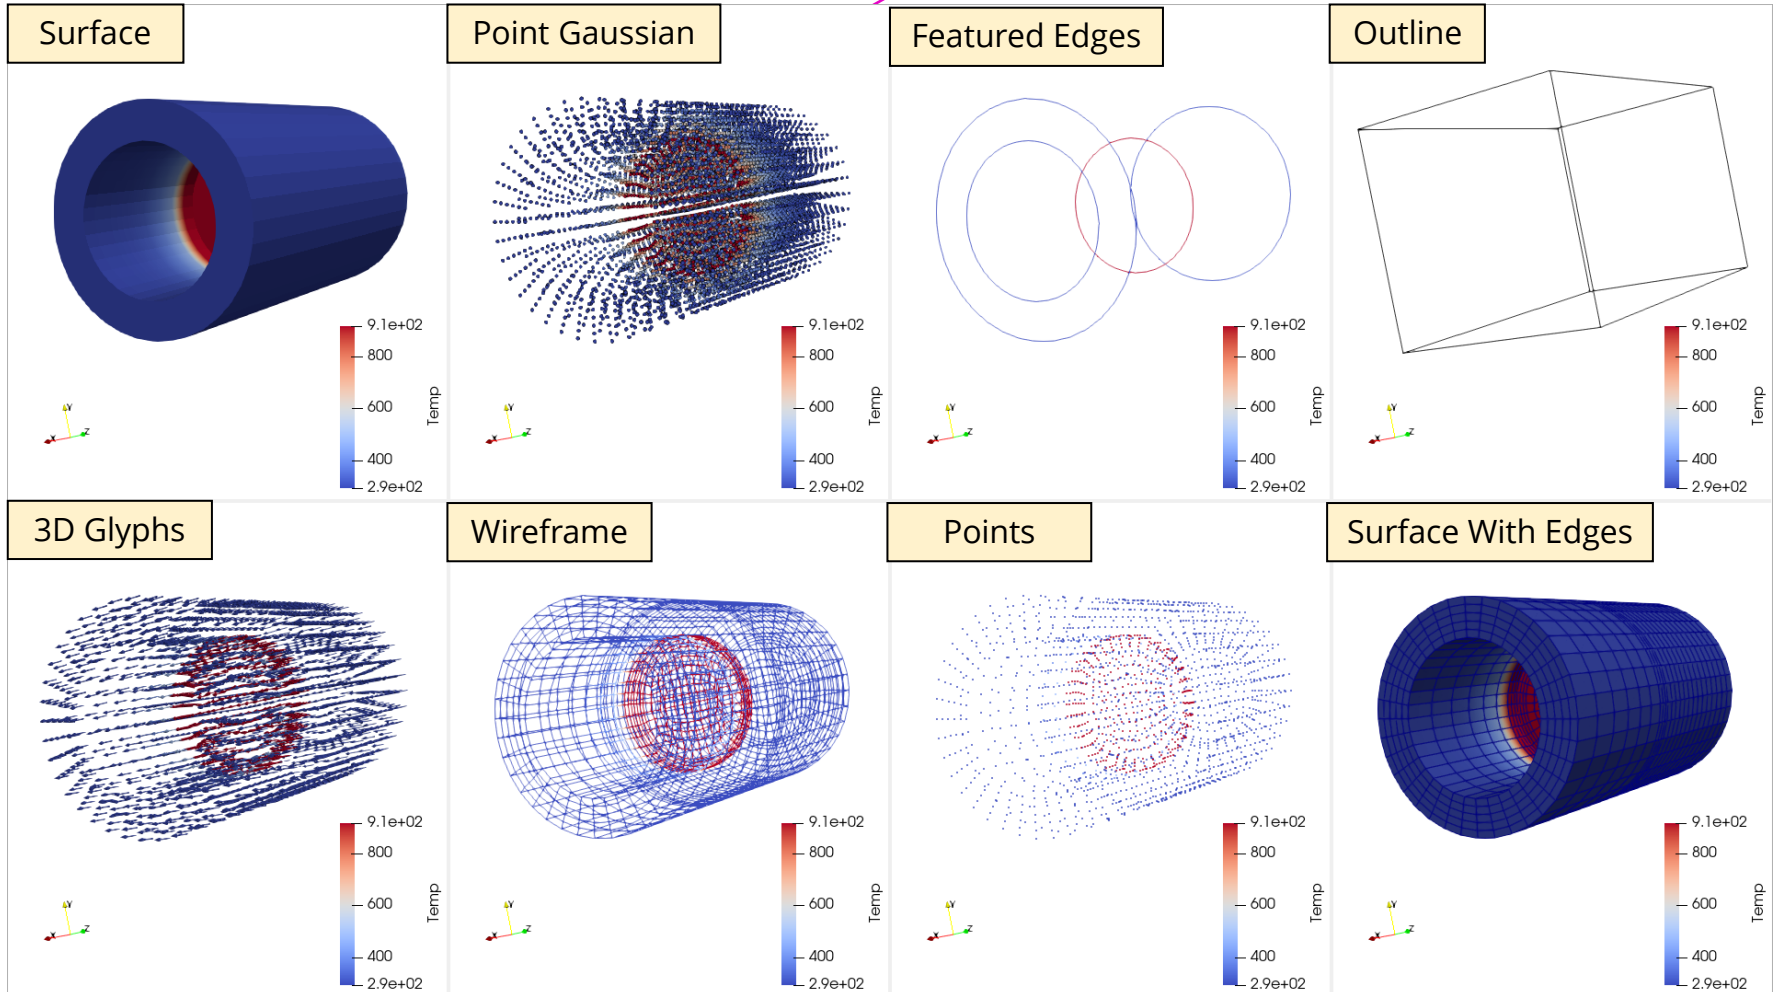 Surface
9.1e+02
800
600
400
2.9e+02
Temp
Y
X
Z
Point Gaussian
9.1e+02
800
600
400
2.9e+02
Temp
Y
X
Z
Featured Edges
9.1e+02
800
600
400
2.9e+02
Temp
Y
X
Z
Outline
9.1e+02
800
600
400
2.9e+02
Temp
Y
X
Z
3D Glyphs
9.1e+02
800
600
400
2.9e+02
Temp
Y
X
Z
Wireframe
9.1e+02
800
600
400
2.9e+02
Temp
Y
X
Z
Points
9.1e+02
800
600
400
2.9e+02
Temp
Y
X
Z
Surface With Edges
9.1e+02
800
600
400
2.9e+02
Temp
Y
X
Z